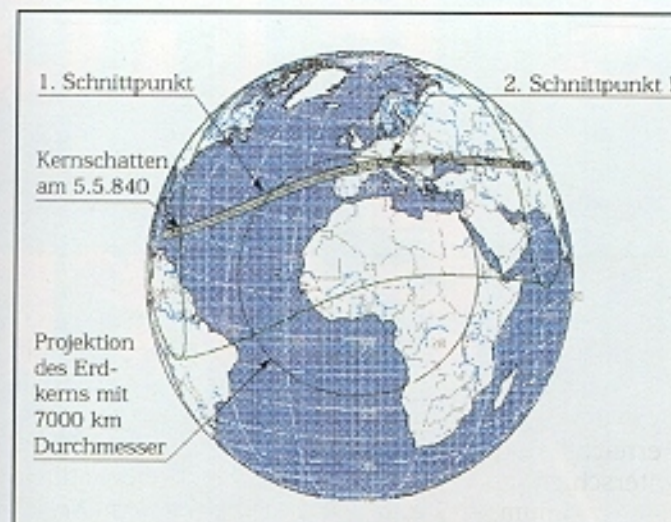 1. Schnittpunkt
2. Schnittpunkt
Kernschatten
am 5.5.840
Projektion
des Erd-
kerns mit
7000 km
Durchmesser